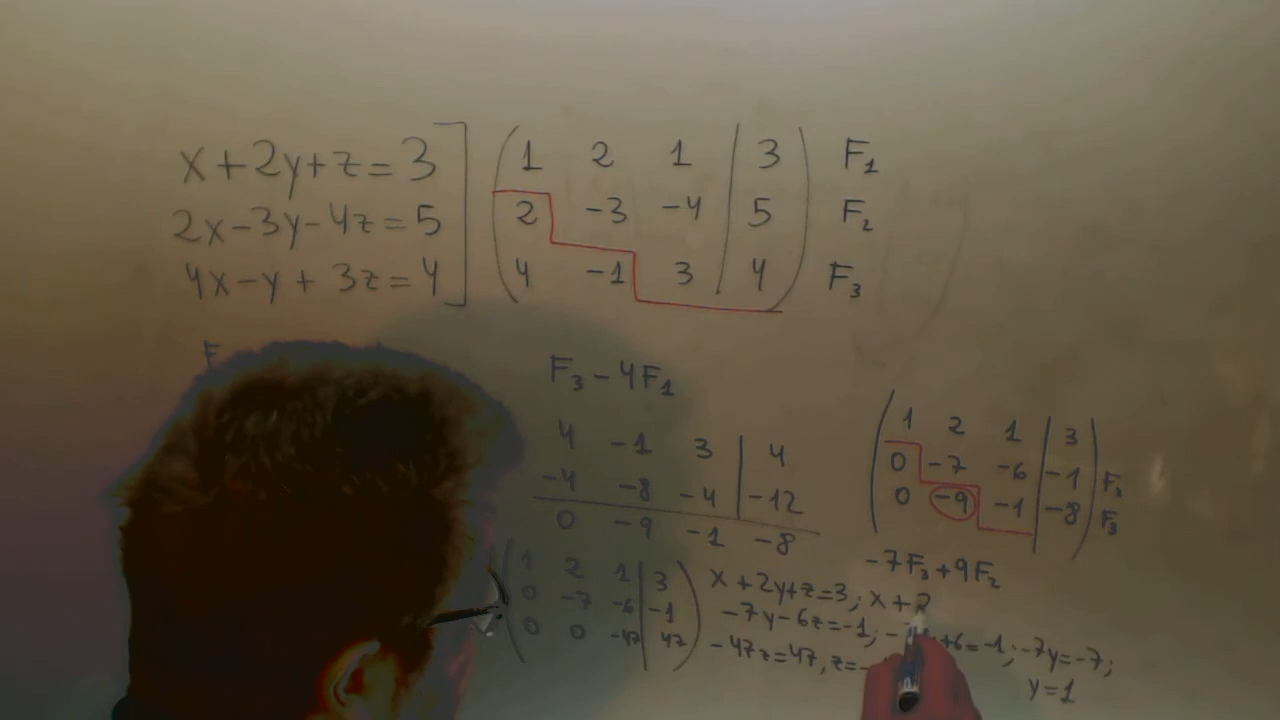 x+2y+z=3
2x-3y-4z=5
4x-y+3z=4
1 2 1 | 3 F1
2 -3 -4 | 5 F2
4 -1 3 | 4 F3
F
F3-4F1
4 -1 3 | 4
-4 -8 -4 | -12
0 -9 -1 -8
1 2 1 | 3
0 -7 -6 | -1
0 -9 -1 | -8 F3
-7F3+9F2
1 2 1 | 3
0 -7 -6 | -1
0 0 -47 | 47
x+2y+z=3; x+2
-7y-6z=-1; - +6=-1; -7y=-7;
-47z=47, z=-
y=1